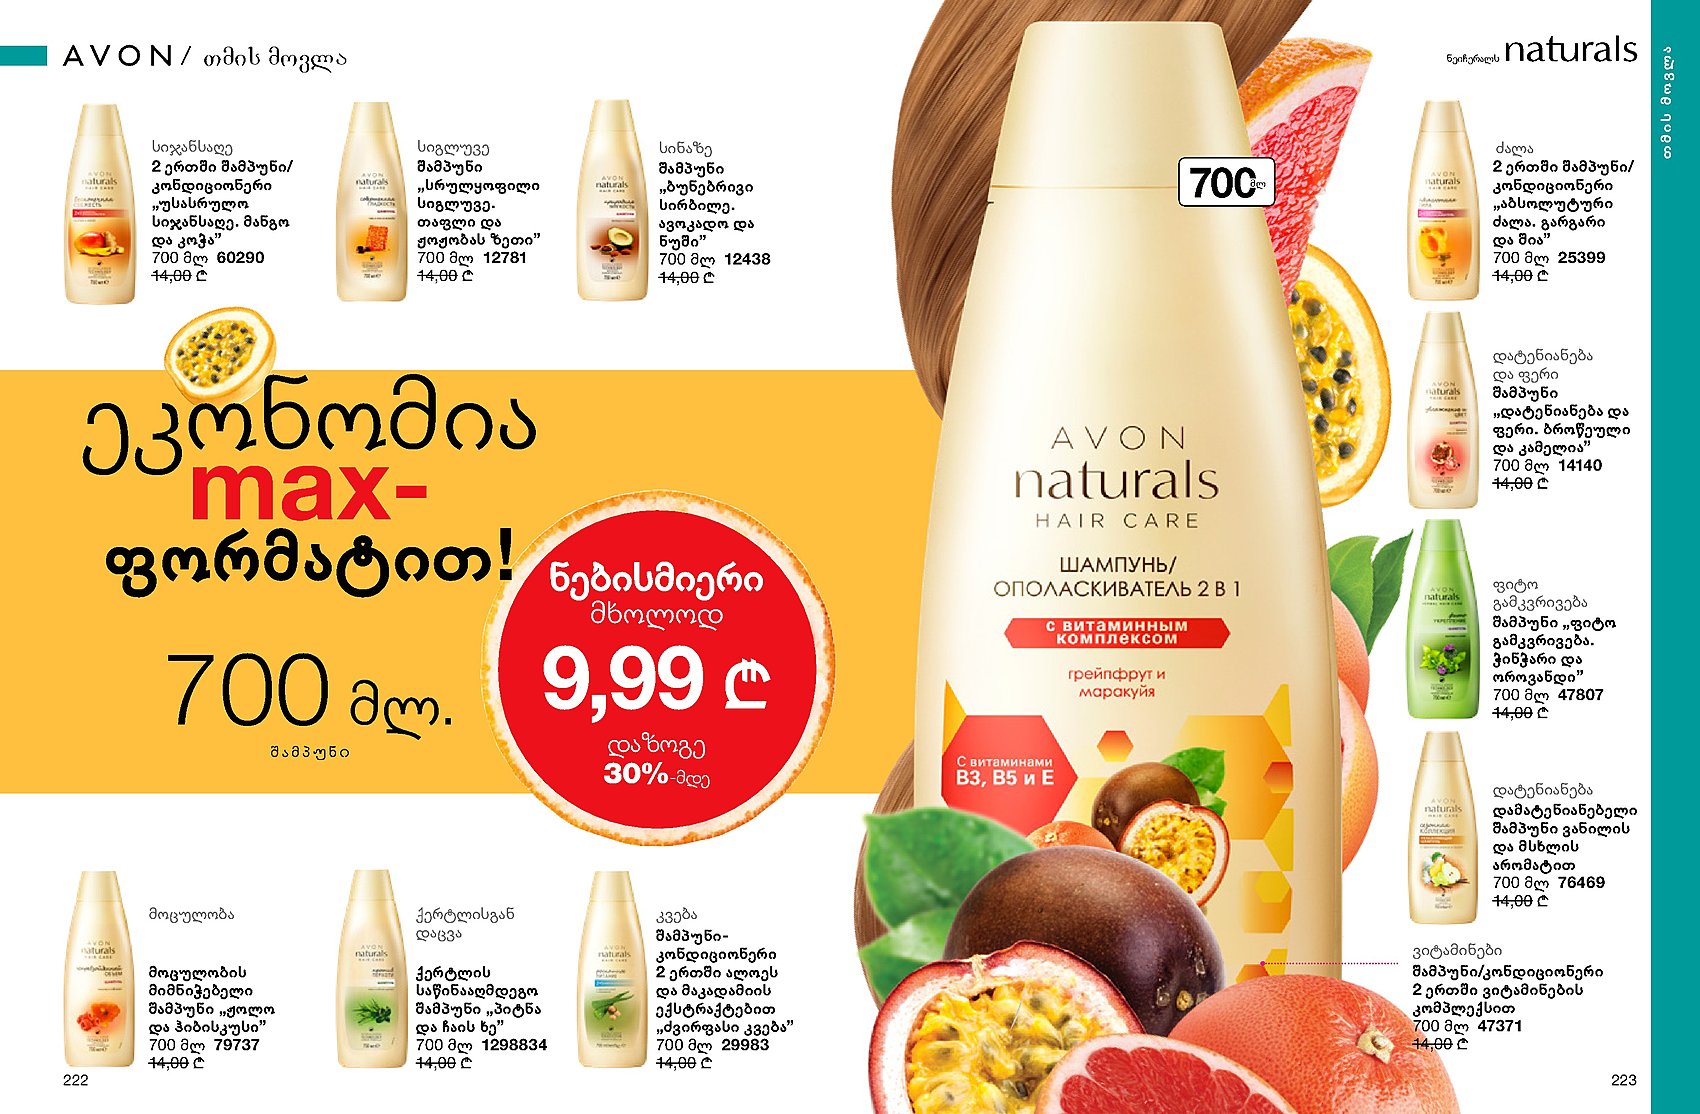 AVON / თმის მოვლა
ნეიჩერალს naturals
თმის მოვლა
სიჯანსაღე
2 ერთში შამპუნი/
კონდიციონერი
„უსასრულო
სიჯანსაღე. მანგო
და კოჭა”
700 მლ 60290
14,00 ₾
სიგლუვე
შამპუნი
„სრულყოფილი
სიგლუვე.
თაფლი და
ჟოჟობას ზეთი”
700 მლ 12781
14,00 ₾
სინაზე
შამპუნი
„ბუნებრივი
სირბილე.
ავოკადო და
ნუში”
700 მლ 12438
14,00 ₾
ეკონომია
max-
ფორმატით!
700 მლ.
შამპუნი
ნებისმიერი
მხოლოდ
9,99 ₾
დაზოგე
30%-მდე
მოცულობა
მოცულობის
მიმნიჭებელი
შამპუნი „ჟოლო
და ჰიბისკუსი”
700 მლ 79737
14,00 ₾
ქერტლისგან
დაცვა
ქერტლის
საწინააღმდეგო
შამპუნი „პიტნა
და ჩაის ხე”
700 მლ 1298834
14,00 ₾
კვება
შამპუნი-
კონდიციონერი
2 ერთში ალოეს
და მაკადამიის
ექსტრაქტებით
„ძვირფასი კვება”
700 მლ 29983
14,00 ₾
222
700 მლ
AVON
naturals
HAIR CARE
ШАМПУНЬ/
ОПОЛАСКИВАТЕЛЬ 2 В 1
С ВИТАМИННЫМ
КОМПЛЕКСОМ
грейпфрут и
маракуйя
С витаминами
B3, B5 и E
ძალა
2 ერთში შამპუნი/
კონდიციონერი
„აბსოლუტური
ძალა. გარგარი
და შია”
700 მლ 25399
14,00 ₾
დატენიანება
და ფერი
შამპუნი
„დატენიანება და
ფერი. ბროწეული
და კამელია”
700 მლ 14140
14,00 ₾
ფიტო
გამკვრივება
შამპუნი „ფიტო
გამკვრივება.
ჭინჭარი და
ოროვანდი”
700 მლ 47807
14,00 ₾
დატენიანება
დამატენიანებელი
შამპუნი ვანილის
და მსხლის
არომატით
700 მლ 76469
14,00 ₾
ვიტამინები
შამპუნი/კონდიციონერი
2 ერთში ვიტამინების
კომპლექსით
700 მლ 47371
14,00 ₾
223